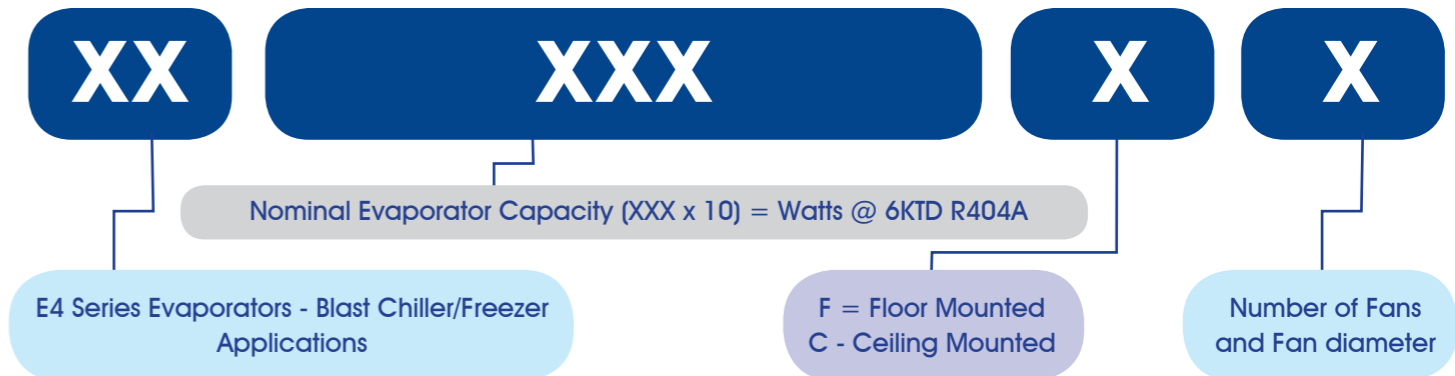 XX XXX X X
Nominal Evaporator Capacity (XXX x 10) = Watts @ 6KTD R404A
E4 Series Evaporators - Blast Chiller/Freezer
Applications
F = Floor Mounted
C - Ceiling Mounted
Number of Fans
and Fan diameter